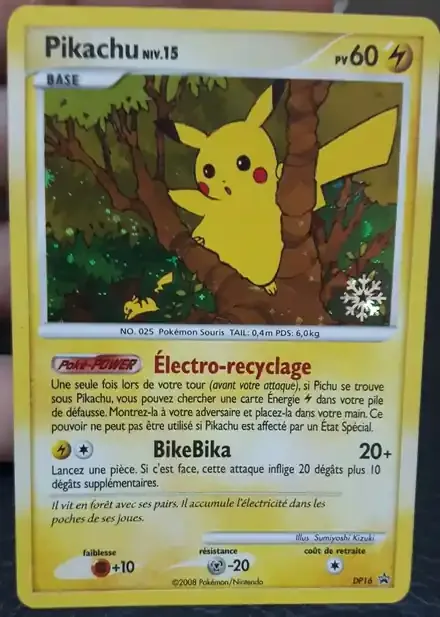 Pikachu NIV.15
PV 60
BASE
NO. 025 Pokémon Souris TAIL: 0,4m PDS: 6,0kg
Poké-POWER Électro-recyclage
Une seule fois lors de votre tour (avant votre attaque), si Pichu se trouve
sous Pikachu, vous pouvez chercher une carte Énergie dans votre pile
de défausse. Montrez-la à votre adversaire et placez-la dans votre main. Ce
pouvoir ne peut pas être utilisé si Pikachu est affecté par un État Spécial.
BikeBika 20+
Lancez une pièce. Si c'est face, cette attaque inflige 20 dégâts plus 10
dégâts supplémentaires.
Il vit en forêt avec ses pairs. Il accumule l'électricité dans les
poches de ses joues.
Illus Sumiyoshi Kizuki
faiblesse résistance coût de retraite
+10 -20
©2008 Pokémon/Nintendo DP16